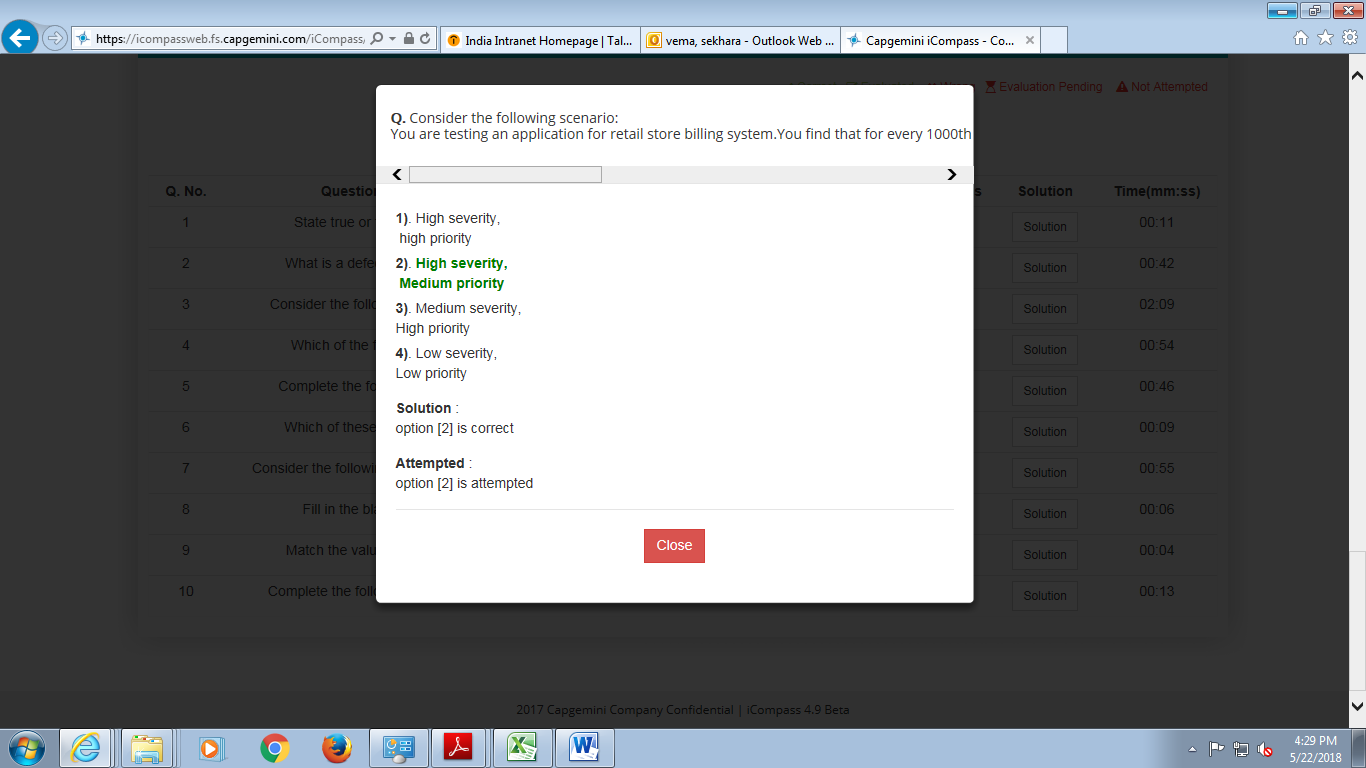 https://icompassweb.fs.capgemini.com/iCompass/
India Intranet Homepage | Tal...
vema, sekhara - Outlook Web ...
Capgemini iCompass - Co...
Evaluation Pending
Not Attempted
Q. Consider the following scenario:
You are testing an application for retail store billing system.You find that for every 1000th
Q. No.
Solution
Time(mm:ss)
1). High severity,
high priority
2). High severity,
Medium priority
3). Medium severity,
High priority
4). Low severity,
Low priority
Solution :
option [2] is correct
Attempted :
option [2] is attempted
Close
1 State true or Solution 00:11
2 What is a Solution 00:42
3 Consider the Solution 02:09
4 Which of the Solution 00:54
5 Complete the Solution 00:46
6 Which of these Solution 00:09
7 Consider the Solution 00:55
8 Fill in the Solution 00:06
9 Match the Solution 00:04
10 Complete the Solution 00:13
2017 Capgemini Company Confidential | iCompass 4.9 Beta
4:29 PM
5/22/2018